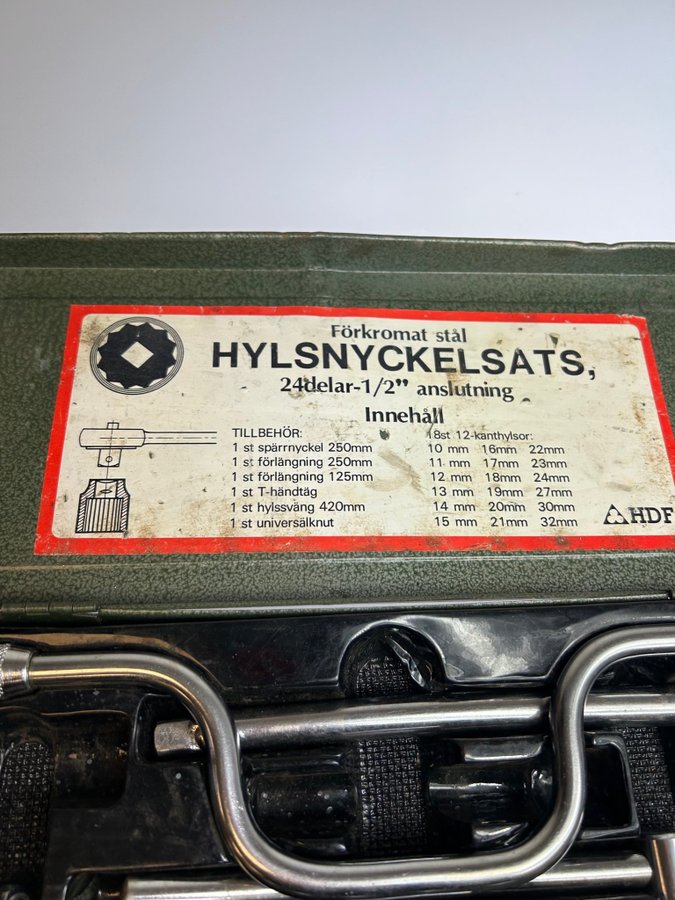 Förkromat stål
HYLSNYCKELSATS,
24delar-1/2” anslutning
Innehåll
TILLBEHÖR:
1 st spärrnyckel 250mm
1 st förlängning 250mm
1 st förlängning 125mm
1 st T-händtäg
1 st hylssväng 420mm
1 st universälknut
18st 12-kanthylsor:
10 mm 16mm 22mm
11 mm 17mm 23mm
12 mm 18mm 24mm
13 mm 19mm 27mm
14 mm 20mm 30mm
15 mm 21mm 32mm
HDF